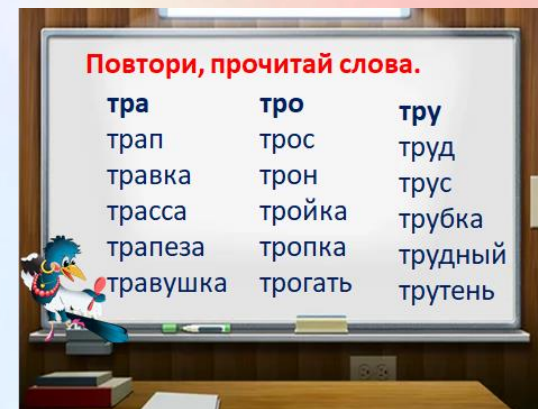 Повтори, прочитай слова.
тра
трап
травка
трасса
трапеза
травушка
тро
трос
трон
тройка
тропка
трогать
тру
труд
трус
трубка
трудный
трутень